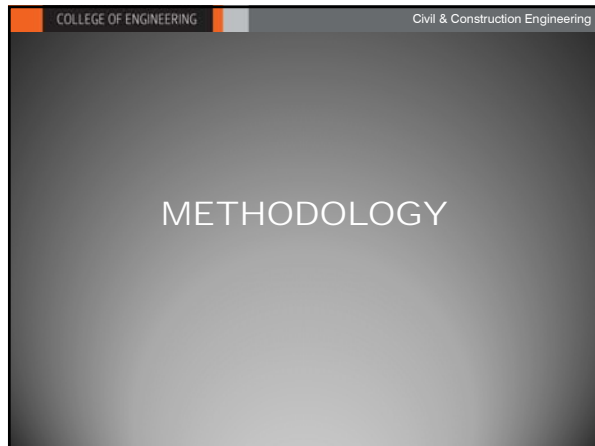 COLLEGE OF ENGINEERING
Civil & Construction Engineering
METHODOLOGY